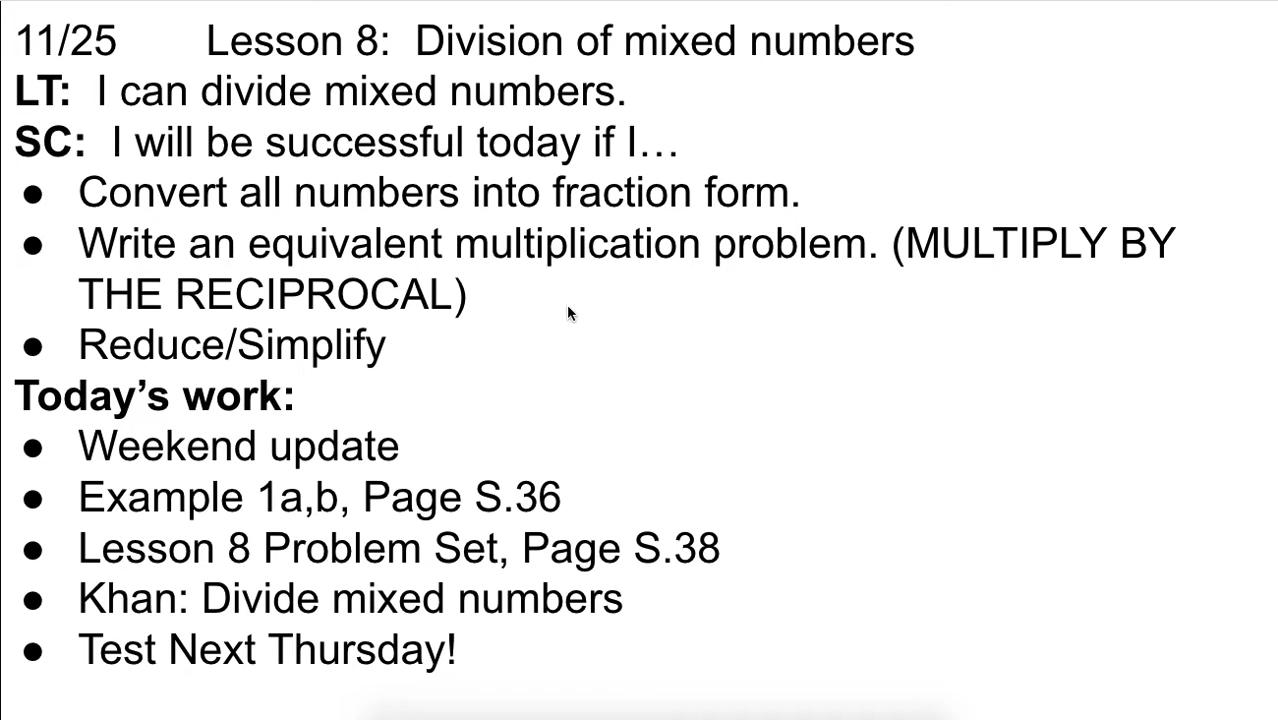 11/25 Lesson 8: Division of mixed numbers
LT: I can divide mixed numbers.
SC: I will be successful today if I…
● Convert all numbers into fraction form.
● Write an equivalent multiplication problem. (MULTIPLY BY
THE RECIPROCAL)
● Reduce/Simplify
Today’s work:
● Weekend update
● Example 1a,b, Page S.36
● Lesson 8 Problem Set, Page S.38
● Khan: Divide mixed numbers
● Test Next Thursday!